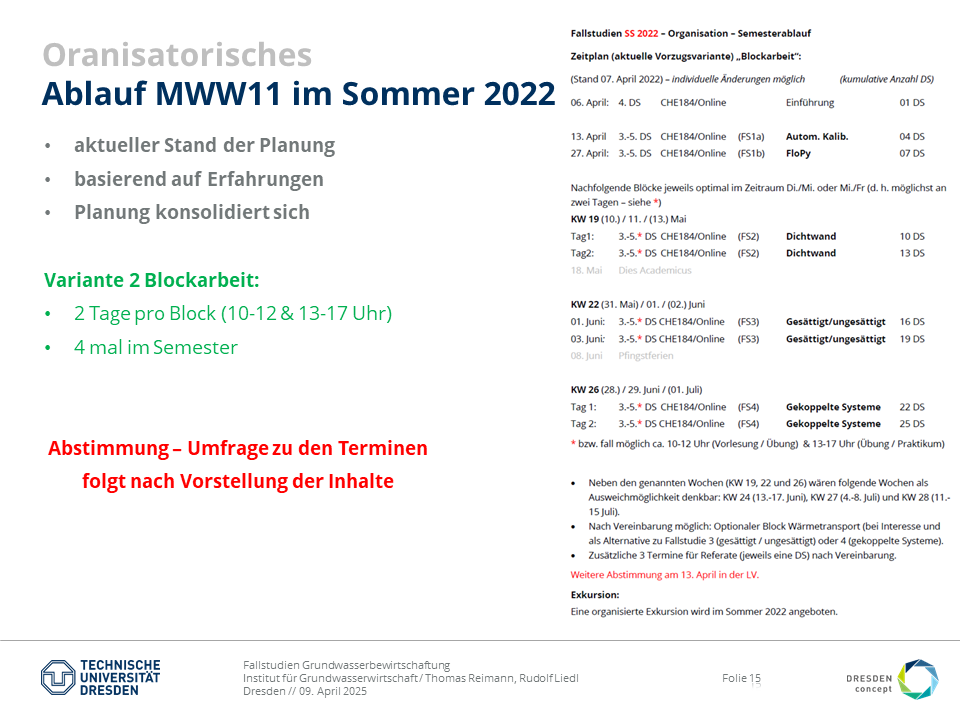 Oranisatorisches
Ablauf MWW11 im Sommer 2022
• aktueller Stand der Planung
• basierend auf Erfahrungen
• Planung konsolidiert sich
Variante 2 Blockarbeit:
• 2 Tage pro Block (10-12 & 13-17 Uhr)
• 4 mal im Semester
Abstimmung – Umfrage zu den Terminen
folgt nach Vorstellung der Inhalte
Fallstudien SS 2022 – Organisation – Semesterablauf
Zeitplan (aktuelle Vorzugsvariante) „Blockarbeit“:
(Stand 07. April 2022) – individuelle Änderungen möglich (kumulative Anzahl DS)
06. April: 4. DS CHE184/Online Einführung 01 DS
13. April 3.-5. DS CHE184/Online (FS1a) Autom. Kalib. 04 DS
27. April: 3.-5. DS CHE184/Online (FS1b) FloPy 07 DS
Nachfolgende Blöcke jeweils optimal im Zeitraum Di./Mi. oder Mi./Fr (d. h. möglichst an
zwei Tagen – siehe *)
KW 19 (10.) / 11. / (13.) Mai
Tag1: 3.-5.* DS CHE184/Online (FS2) Dichtwand 10 DS
Tag2: 3.-5.* DS CHE184/Online (FS2) Dichtwand 13 DS
18. Mai Dies Academicus
KW 22 (31. Mai) / 01. / (02.) Juni
01. Juni: 3.-5.* DS CHE184/Online (FS3) Gesättigt/ungesättigt 16 DS
03. Juni: 3.-5.* DS CHE184/Online (FS3) Gesättigt/ungesättigt 19 DS
08. Juni Pfingstferien
KW 26 (28.) / 29. Juni / (01. Juli)
Tag 1: 3.-5.* DS CHE184/Online (FS4) Gekoppelte Systeme 22 DS
Tag 2: 3.-5.* DS CHE184/Online (FS4) Gekoppelte Systeme 25 DS
* bzw. fall möglich ca. 10-12 Uhr (Vorlesung / Übung) & 13-17 Uhr (Übung / Praktikum)
• Neben den genannten Wochen (KW 19, 22 und 26) wären folgende Wochen als
Ausweichmöglichkeit denkbar: KW 24 (13.-17. Juni), KW 27 (4.-8. Juli) und KW 28 (11.-
15 Juli).
• Nach Vereinbarung möglich: Optionaler Block Wärmetransport (bei Interesse und
als Alternative zu Fallstudie 3 (gesättigt / ungesättigt) oder 4 (gekoppelte Systeme).
• Zusätzliche 3 Termine für Referate (jeweils eine DS) nach Vereinbarung.
Weitere Abstimmung am 13. April in der LV.
Exkursion:
Eine organisierte Exkursion wird im Sommer 2022 angeboten.
TECHNISCHE
UNIVERSITÄT
DRESDEN
Fallstudien Grundwasserbewirtschaftung
Institut für Grundwasserwirtschaft / Thomas Reimann, Rudolf Liedl
Dresden // 09. April 2025
Folie 15
DRESDEN
concept